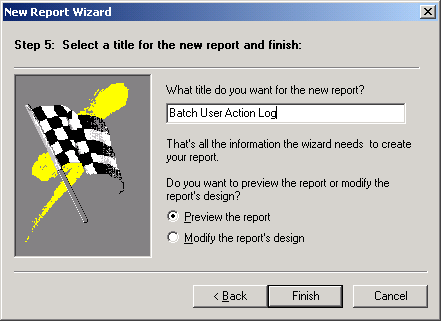 New Report Wizard
Step 5: Select a title for the new report and finish:
What title do you want for the new report?
Batch User Action Log
That's all the information the wizard needs to create
your report.
Do you want to preview the report or modify the
report's design?
Preview the report
Modify the report's design
< Back
Finish
Cancel